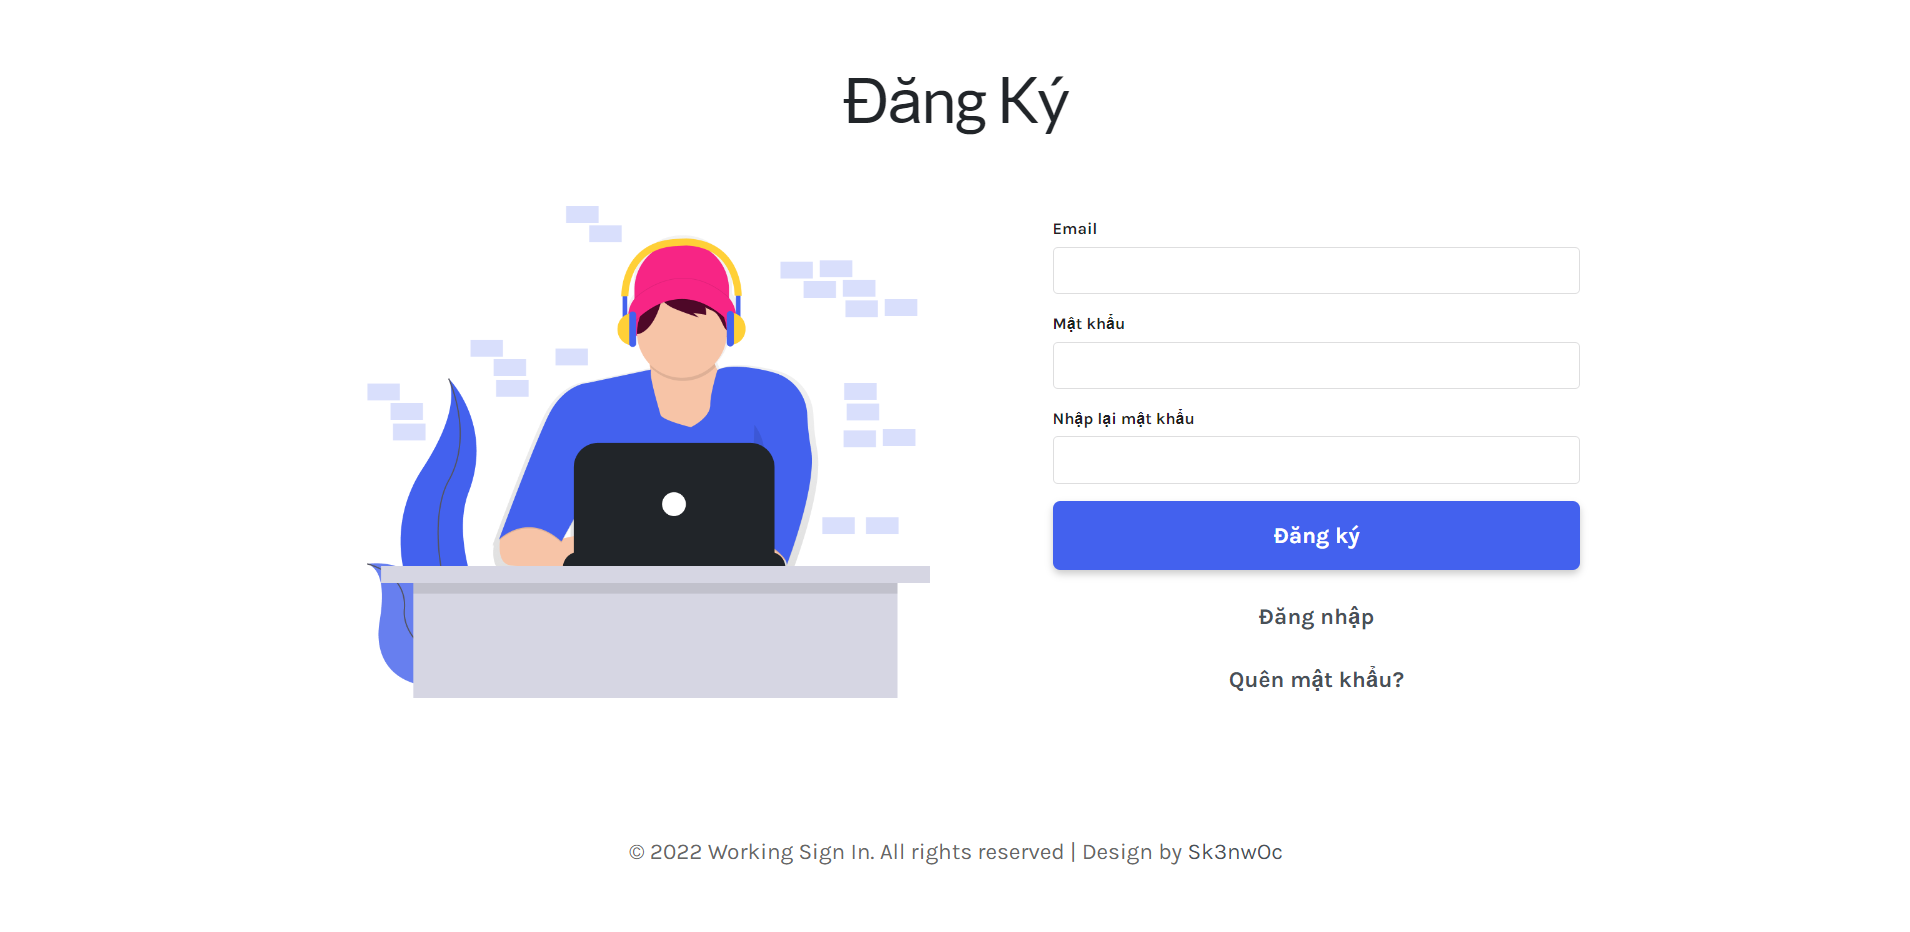 Đăng Ký
Email
Mật khẩu
Nhập lại mật khẩu
Đăng ký
Đăng nhập
Quên mật khẩu?
© 2022 Working Sign In. All rights reserved | Design by Sk3nwOc